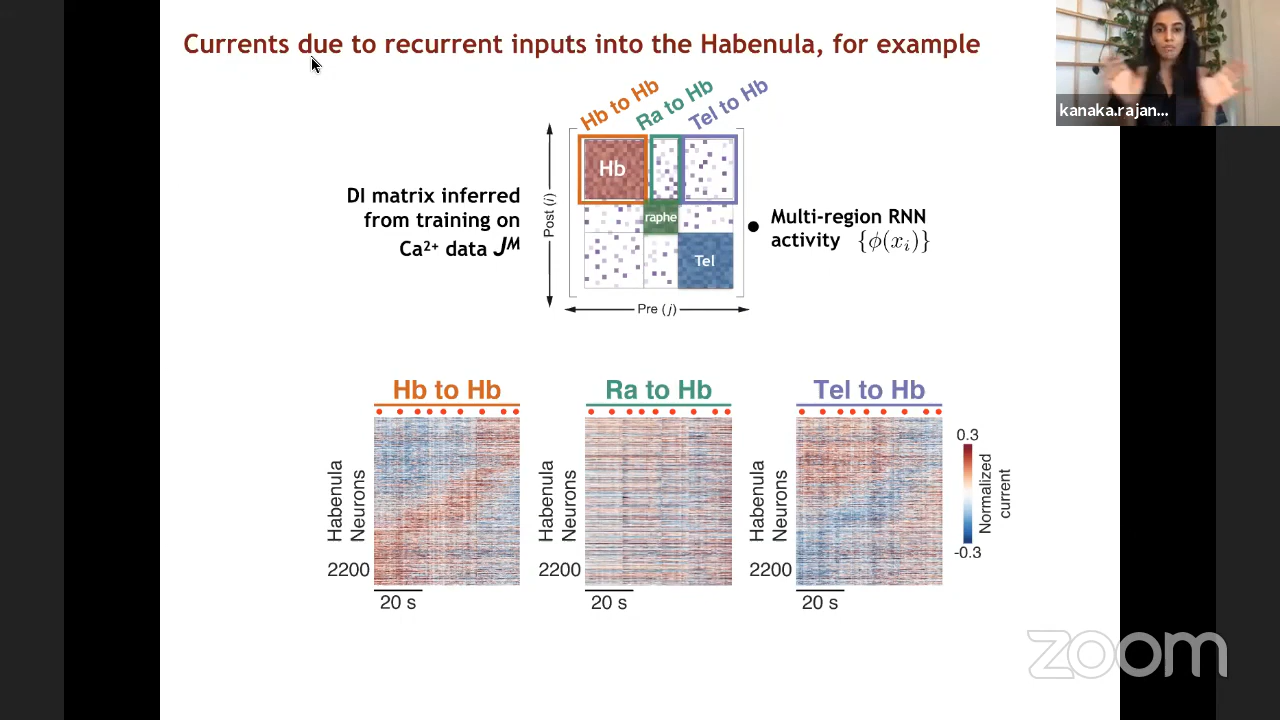 Currents due to recurrent inputs into the Habenula, for example
kanaka.rajan...
Hb to Hb
Ra to Hb
Tel to Hb
DI matrix inferred
from training on
Ca²⁺ data Jᴹ
Post (i)
Hb
raphe
Tel
Pre (j)
Multi-region RNN
activity {ϕ(xᵢ)}
Hb to Hb
Ra to Hb
Tel to Hb
Habenula
Neurons
2200
20 s
Habenula
Neurons
2200
20 s
Habenula
Neurons
2200
20 s
0.3
Normalized
current
-0.3
zoom